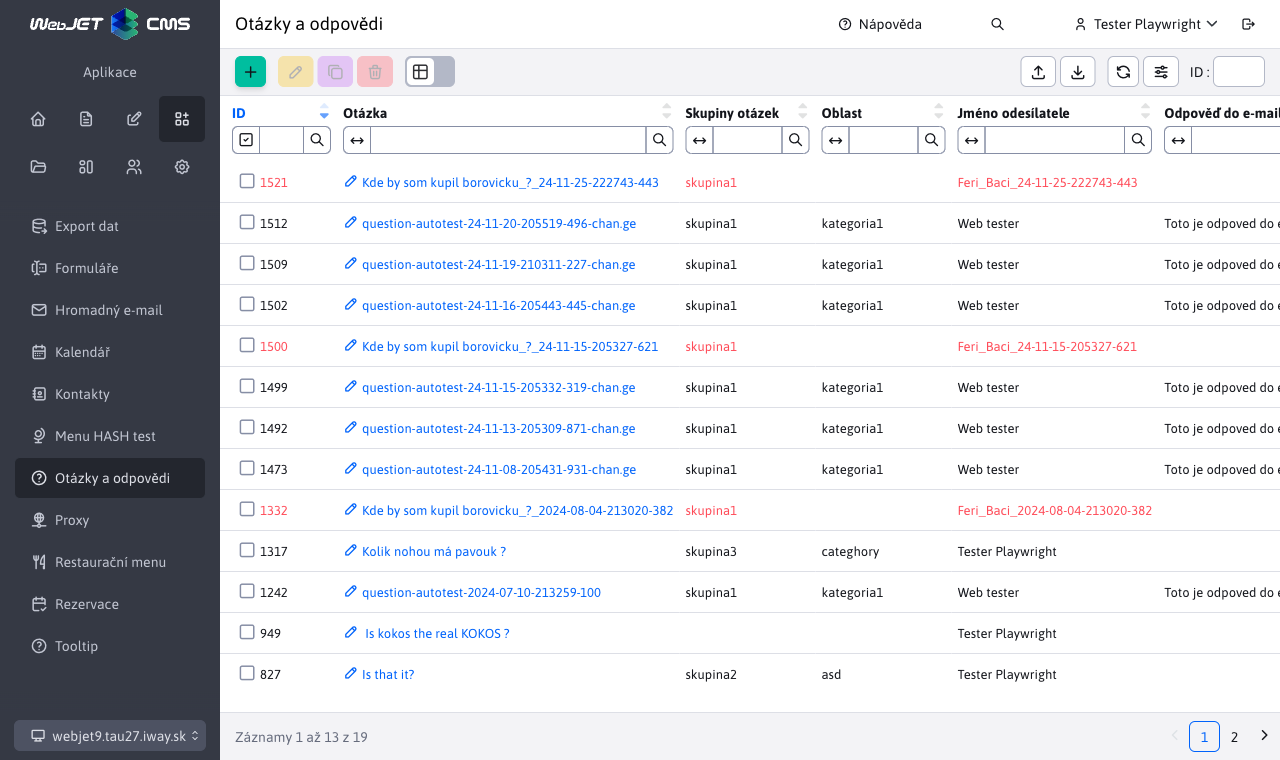 WebJET CMS
Otázky a odpovědi
Nápověda
Tester Playwright
Aplikace
ID :
Export dat
Formuláře
Hromadný e-mail
Kalendář
Kontakty
Menu HASH test
Otázky a odpovědi
Proxy
Restaurační menu
Rezervace
Tooltip
webjet9.tau27.iway.sk
ID Otázka Skupiny otázek Oblast Jméno odesílatele Odpověď do e-mail
1521 Kde by som kupil borovicku_?_24-11-25-222743-443 skupina1 Feri_Baci_24-11-25-222743-443
1512 question-autotest-24-11-20-205519-496-chan.ge skupina1 kategoria1 Web tester Toto je odpoved do e
1509 question-autotest-24-11-19-210311-227-chan.ge skupina1 kategoria1 Web tester Toto je odpoved do e
1502 question-autotest-24-11-16-205443-445-chan.ge skupina1 kategoria1 Web tester Toto je odpoved do e
1500 Kde by som kupil borovicku_?_24-11-15-205327-621 skupina1 Feri_Baci_24-11-15-205327-621
1499 question-autotest-24-11-15-205332-319-chan.ge skupina1 kategoria1 Web tester Toto je odpoved do e
1492 question-autotest-24-11-13-205309-871-chan.ge skupina1 kategoria1 Web tester Toto je odpoved do e
1473 question-autotest-24-11-08-205431-931-chan.ge skupina1 kategoria1 Web tester Toto je odpoved do e
1332 Kde by som kupil borovicku_?_2024-08-04-213020-382 skupina1 Feri_Baci_2024-08-04-213020-382
1317 Kolik nohou má pavouk ? skupina3 categhory Tester Playwright
1242 question-autotest-2024-07-10-213259-100 skupina1 kategoria1 Web tester Toto je odpoved do e
949 Is kokos the real KOKOS ? Tester Playwright
827 Is that it? skupina2 asd Tester Playwright
Záznamy 1 až 13 z 19
1 2